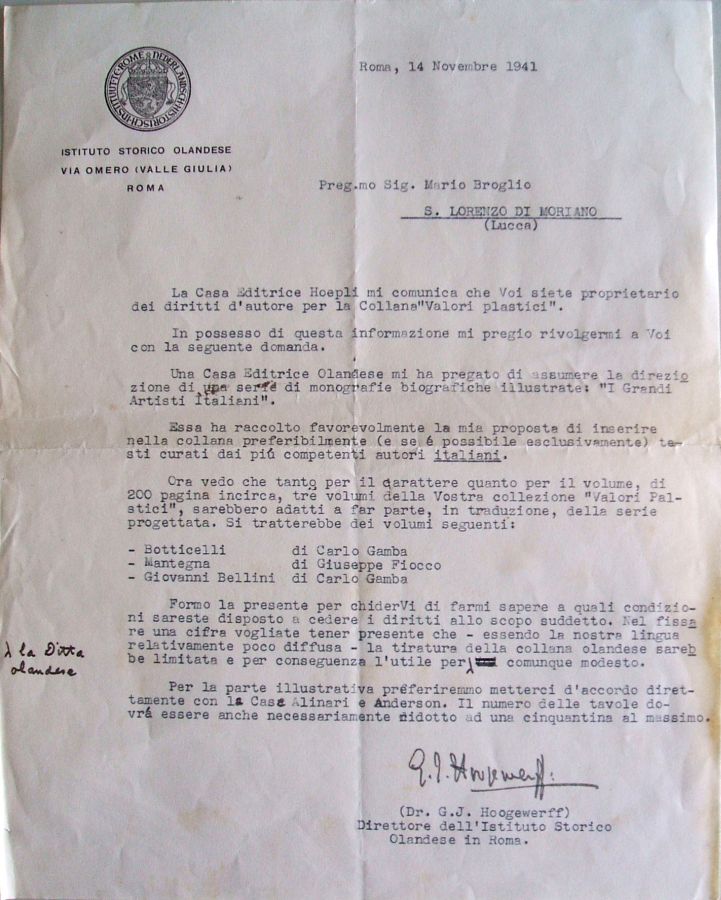 NEDERLANDSCH HISTORISCH INSTITUUT TE ROME
Roma, 14 Novembre 1941
ISTITUTO STORICO OLANDESE
VIA OMERO (VALLE GIULIA)
ROMA
Preg.mo Sig. Mario Broglio
S. LORENZO DI MORIANO
(Lucca)
La Casa Editrice Hoepli mi comunica che Voi siete proprietario
dei diritti d'autore per la Collana"Valori plastici".
In possesso di questa informazione mi pregio rivolgermi a Voi
con la seguente domanda.
Una Casa Editrice Olandese mi ha pregato di assumere la direzio
zione di una serie di monografie biografiche illustrate: "I Grandi
Artisti Italiani".
Essa ha raccolto favorevolmente la mia proposta di inserire
nella collana preferibilmente (e se é possibile esclusivamente) te-
sti curati dai piú competenti autori italiani.
Ora vedo che tanto per il carattere quanto per il volume, di
200 pagina incirca, tre volumi della Vostra collezione "Valori Pal-
stici", sarebbero adatti a far parte, in traduzione, della serie
progettata. Si tratterebbe dei volumi seguenti:
- Botticelli di Carlo Gamba
- Mantegna di Giuseppe Fiocco
- Giovanni Bellini di Carlo Gamba
Formo la presente per chiderVi di farmi sapere a quali condizio-
ni sareste disposto a cedere i diritti allo scopo suddetto. Nel fissa
re una cifra vogliate tener presente che - essendo la nostra lingua
relativamente poco diffusa - la tiratura della collana olandese sareb
be limitata e per conseguenza l'utile per comunque modesto.
la Ditta
olandese
Per la parte illustrativa preferiremmo metterci d'accordo diret-
tamente con la Casa Alinari e Anderson. Il numero delle tavole do-
vrá essere anche necessariamente ridotto ad una cinquantina al massimo.
G.J. Hoogewerff.
(Dr. G.J. Hoogewerff)
Direttore dell'Istituto Storico
Olandese in Roma.